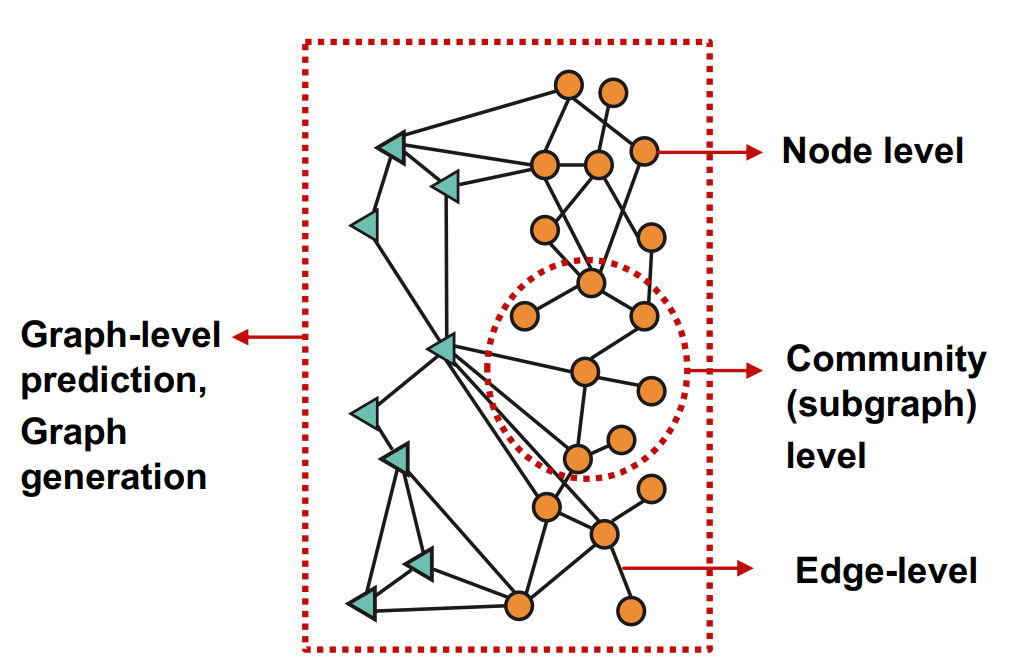 Node level
Graph-level
prediction,
Graph
generation
Community
(subgraph)
level
Edge-level